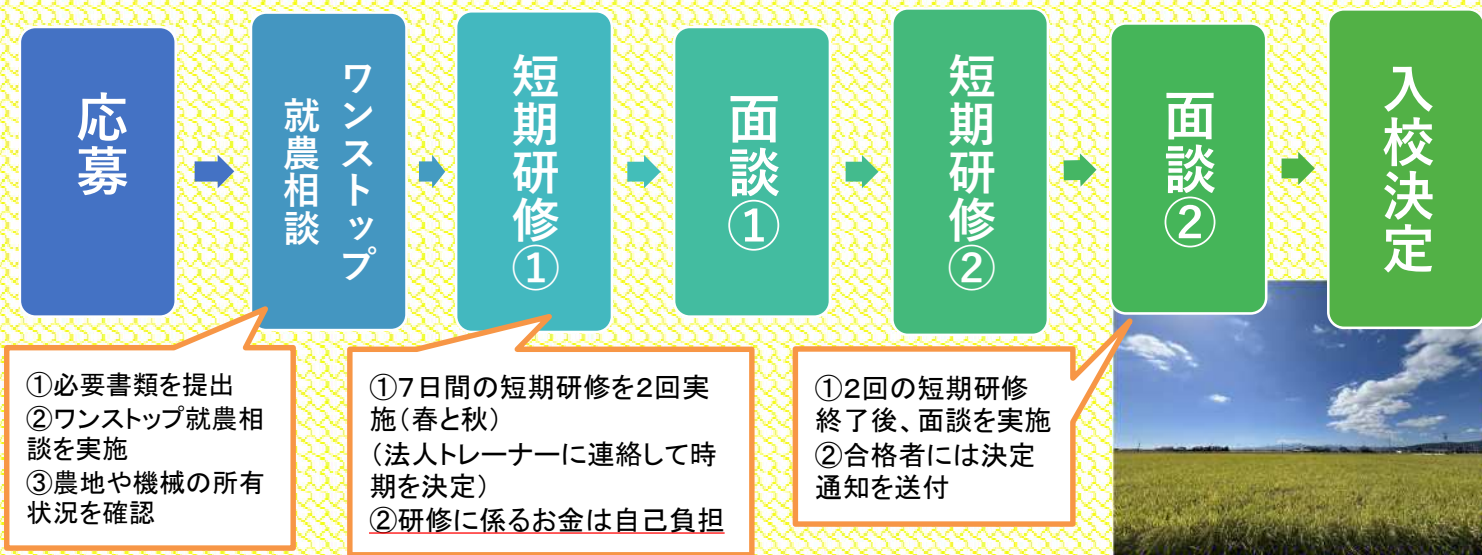 応募
ワンストップ
就農相談
短期研修①
面談①
短期研修②
面談②
入校決定
①必要書類を提出
②ワンストップ就農相
談を実施
③農地や機械の所有
状況を確認
①7日間の短期研修を2回実
施(春と秋)
(法人トレーナーに連絡して時
期を決定)
②研修に係るお金は自己負担
①2回の短期研修
終了後、面談を実施
②合格者には決定
通知を送付